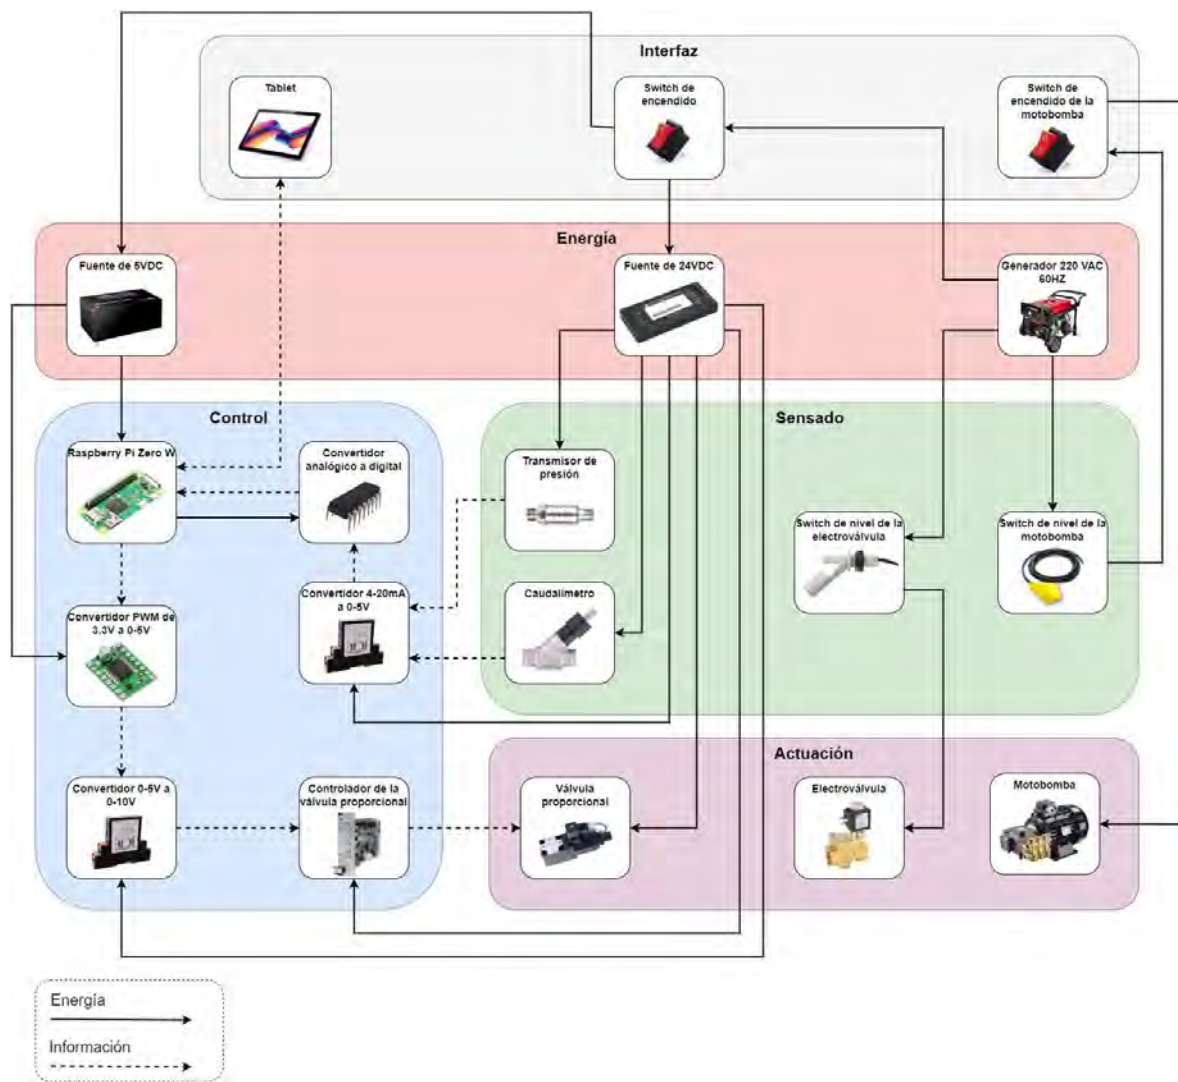 Interfaz
Tablet
Switch de
encendido
Switch de
encendido de la
motobomba
Energía
Fuente de 5VDC
Fuente de 24VDC
Generador 220 VAC
60HZ
Control
Sensado
Raspberry Pi Zero W
Convertidor
analógico a digital
Transmisor de
presión
Switch de nivel de la
electroválvula
Switch de nivel de la
motobomba
Convertidor PWM de
3.3V a 0-5V
Convertidor 4-20mA
a 0-5V
Caudalímetro
Actuación
Convertidor 0-5V a
0-10V
Controlador de la
válvula proporcional
Válvula
proporcional
Electroválvula
Motobomba
Energía
Información